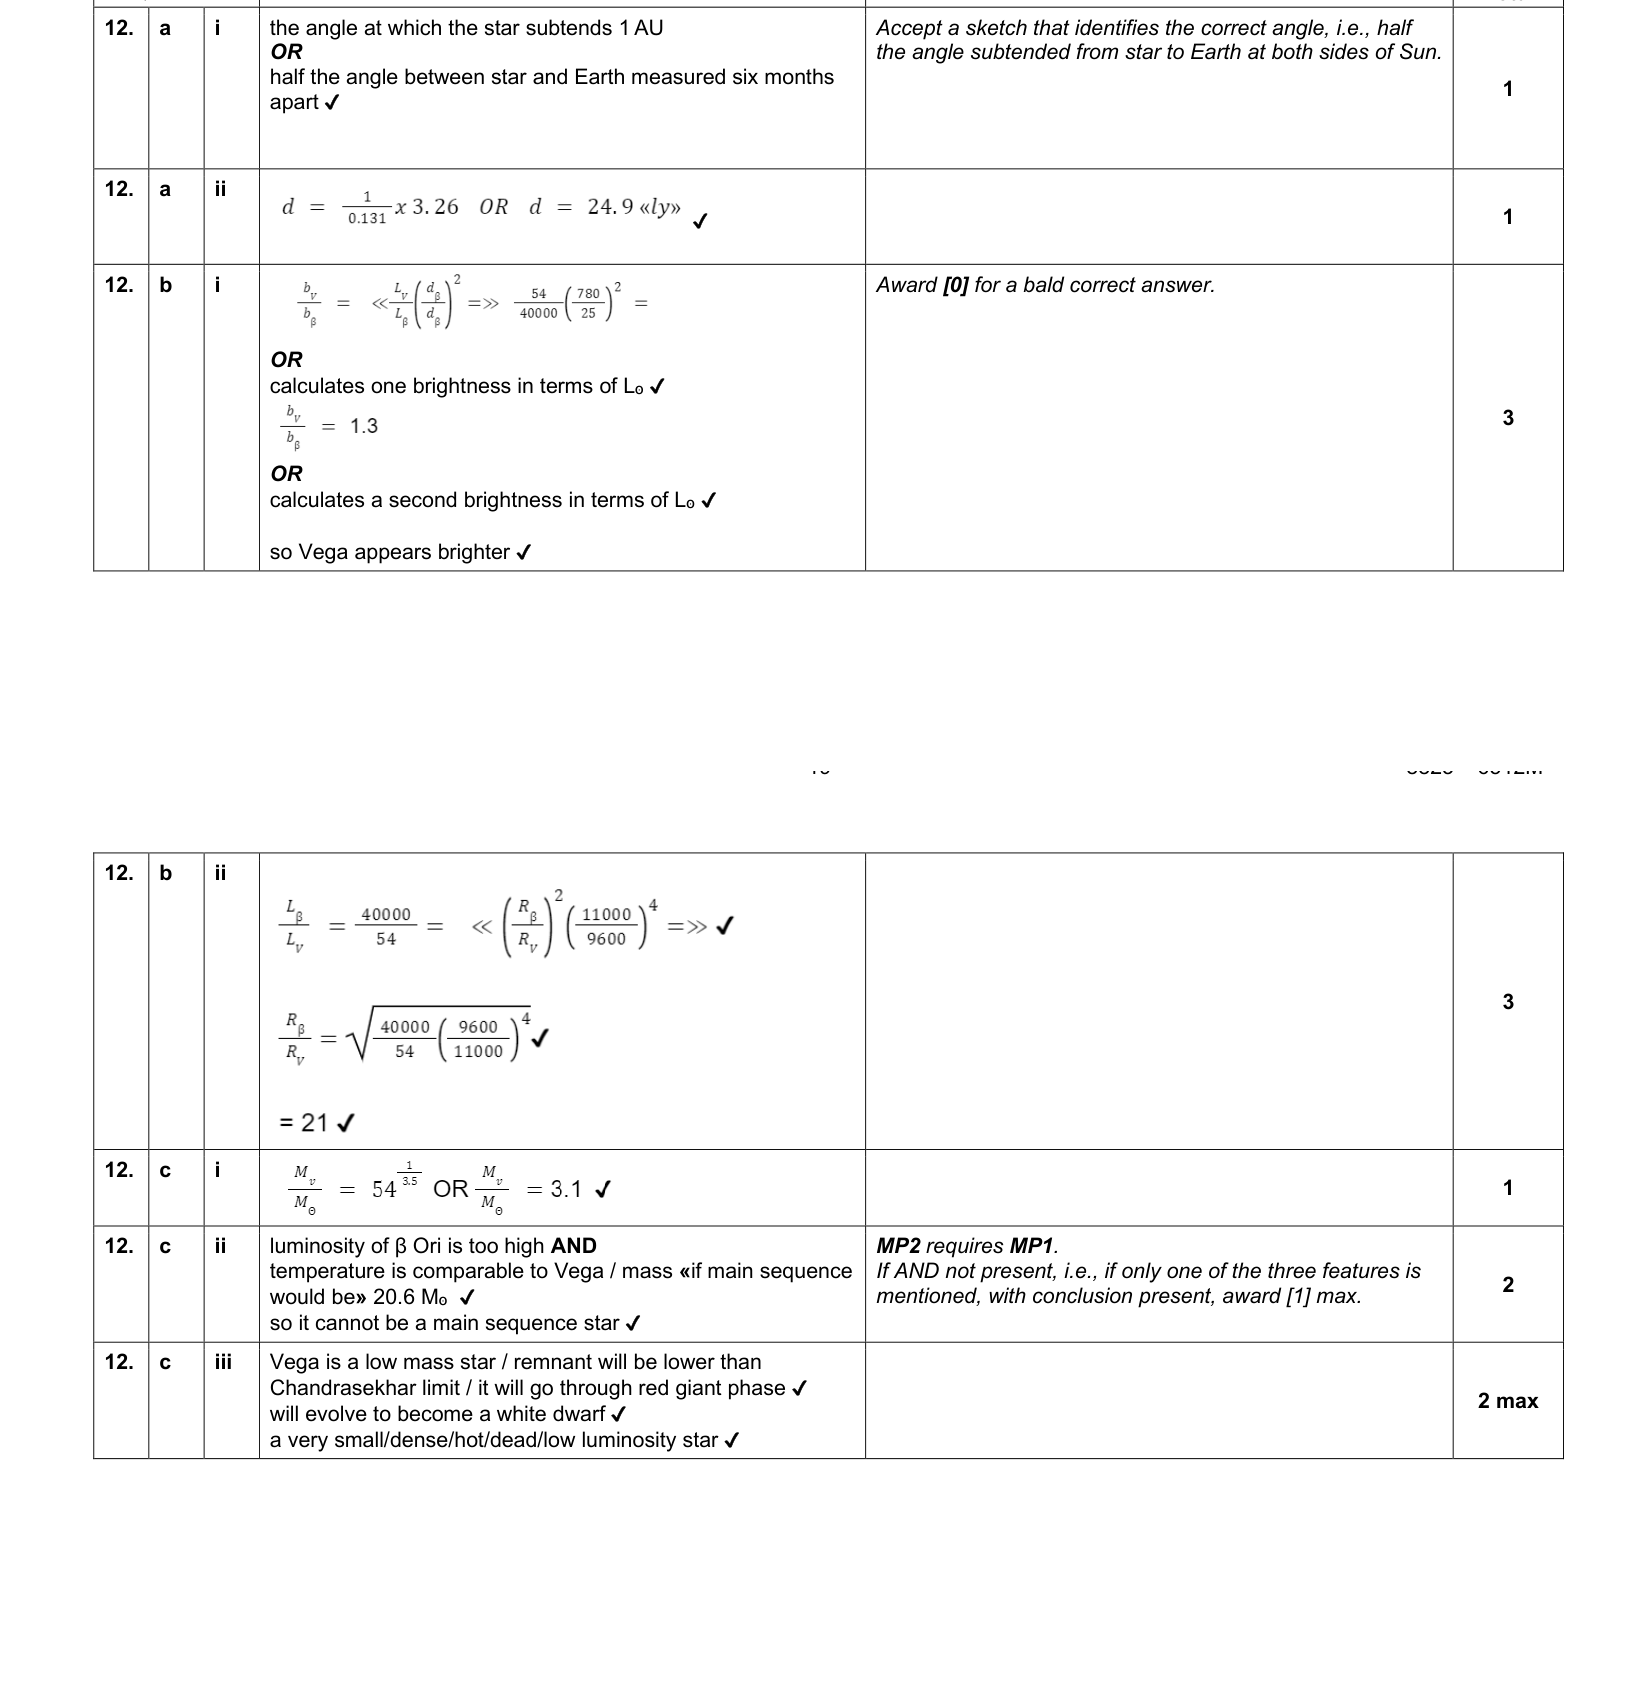 12. a i the angle at which the star subtends 1 AU Accept a sketch that identifies the correct angle, i.e., half
OR the angle subtended from star to Earth at both sides of Sun.
half the angle between star and Earth measured six months
apart ✓ 1
12. a ii d = 1/0.131 x 3.26 OR d = 24.9 «ly» ✓ 1
12. b i b_v/b_β = ≪ L_v/L_β (d_β/d_β)^2 =≫ 54/40000 (780/25)^2 = Award [0] for a bald correct answer.
OR
calculates one brightness in terms of L⊙ ✓
b_v/b_β = 1.3 3
OR
calculates a second brightness in terms of L⊙ ✓
so Vega appears brighter ✓
12. b ii
L_β/L_v = 40000/54 = ≪ (R_β/R_v)^2 (11000/9600)^4 =≫ ✓
3
R_β/R_v = √(40000/54 (9600/11000)^4) ✓
= 21 ✓
12. c i M_v/M_⊙ = 54^(1/3.5) OR M_v/M_⊙ = 3.1 ✓ 1
12. c ii luminosity of β Ori is too high AND MP2 requires MP1.
temperature is comparable to Vega / mass «if main sequence If AND not present, i.e., if only one of the three features is
would be» 20.6 M⊙ ✓ mentioned, with conclusion present, award [1] max. 2
so it cannot be a main sequence star ✓
12. c iii Vega is a low mass star / remnant will be lower than
Chandrasekhar limit / it will go through red giant phase ✓
will evolve to become a white dwarf ✓ 2 max
a very small/dense/hot/dead/low luminosity star ✓